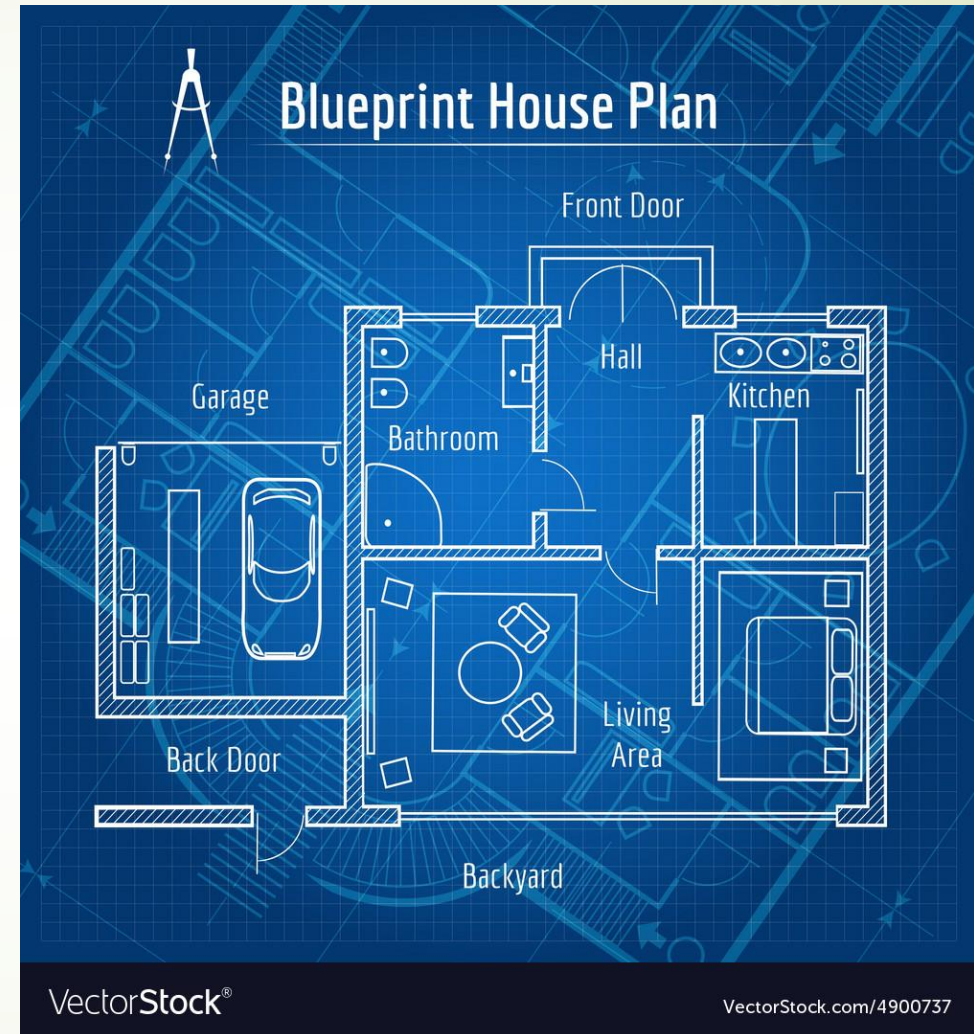 Blueprint House Plan
Front Door
Hall
Garage
Kitchen
Bathroom
Living
Area
Back Door
Backyard
VectorStock®
VectorStock.com/4900737